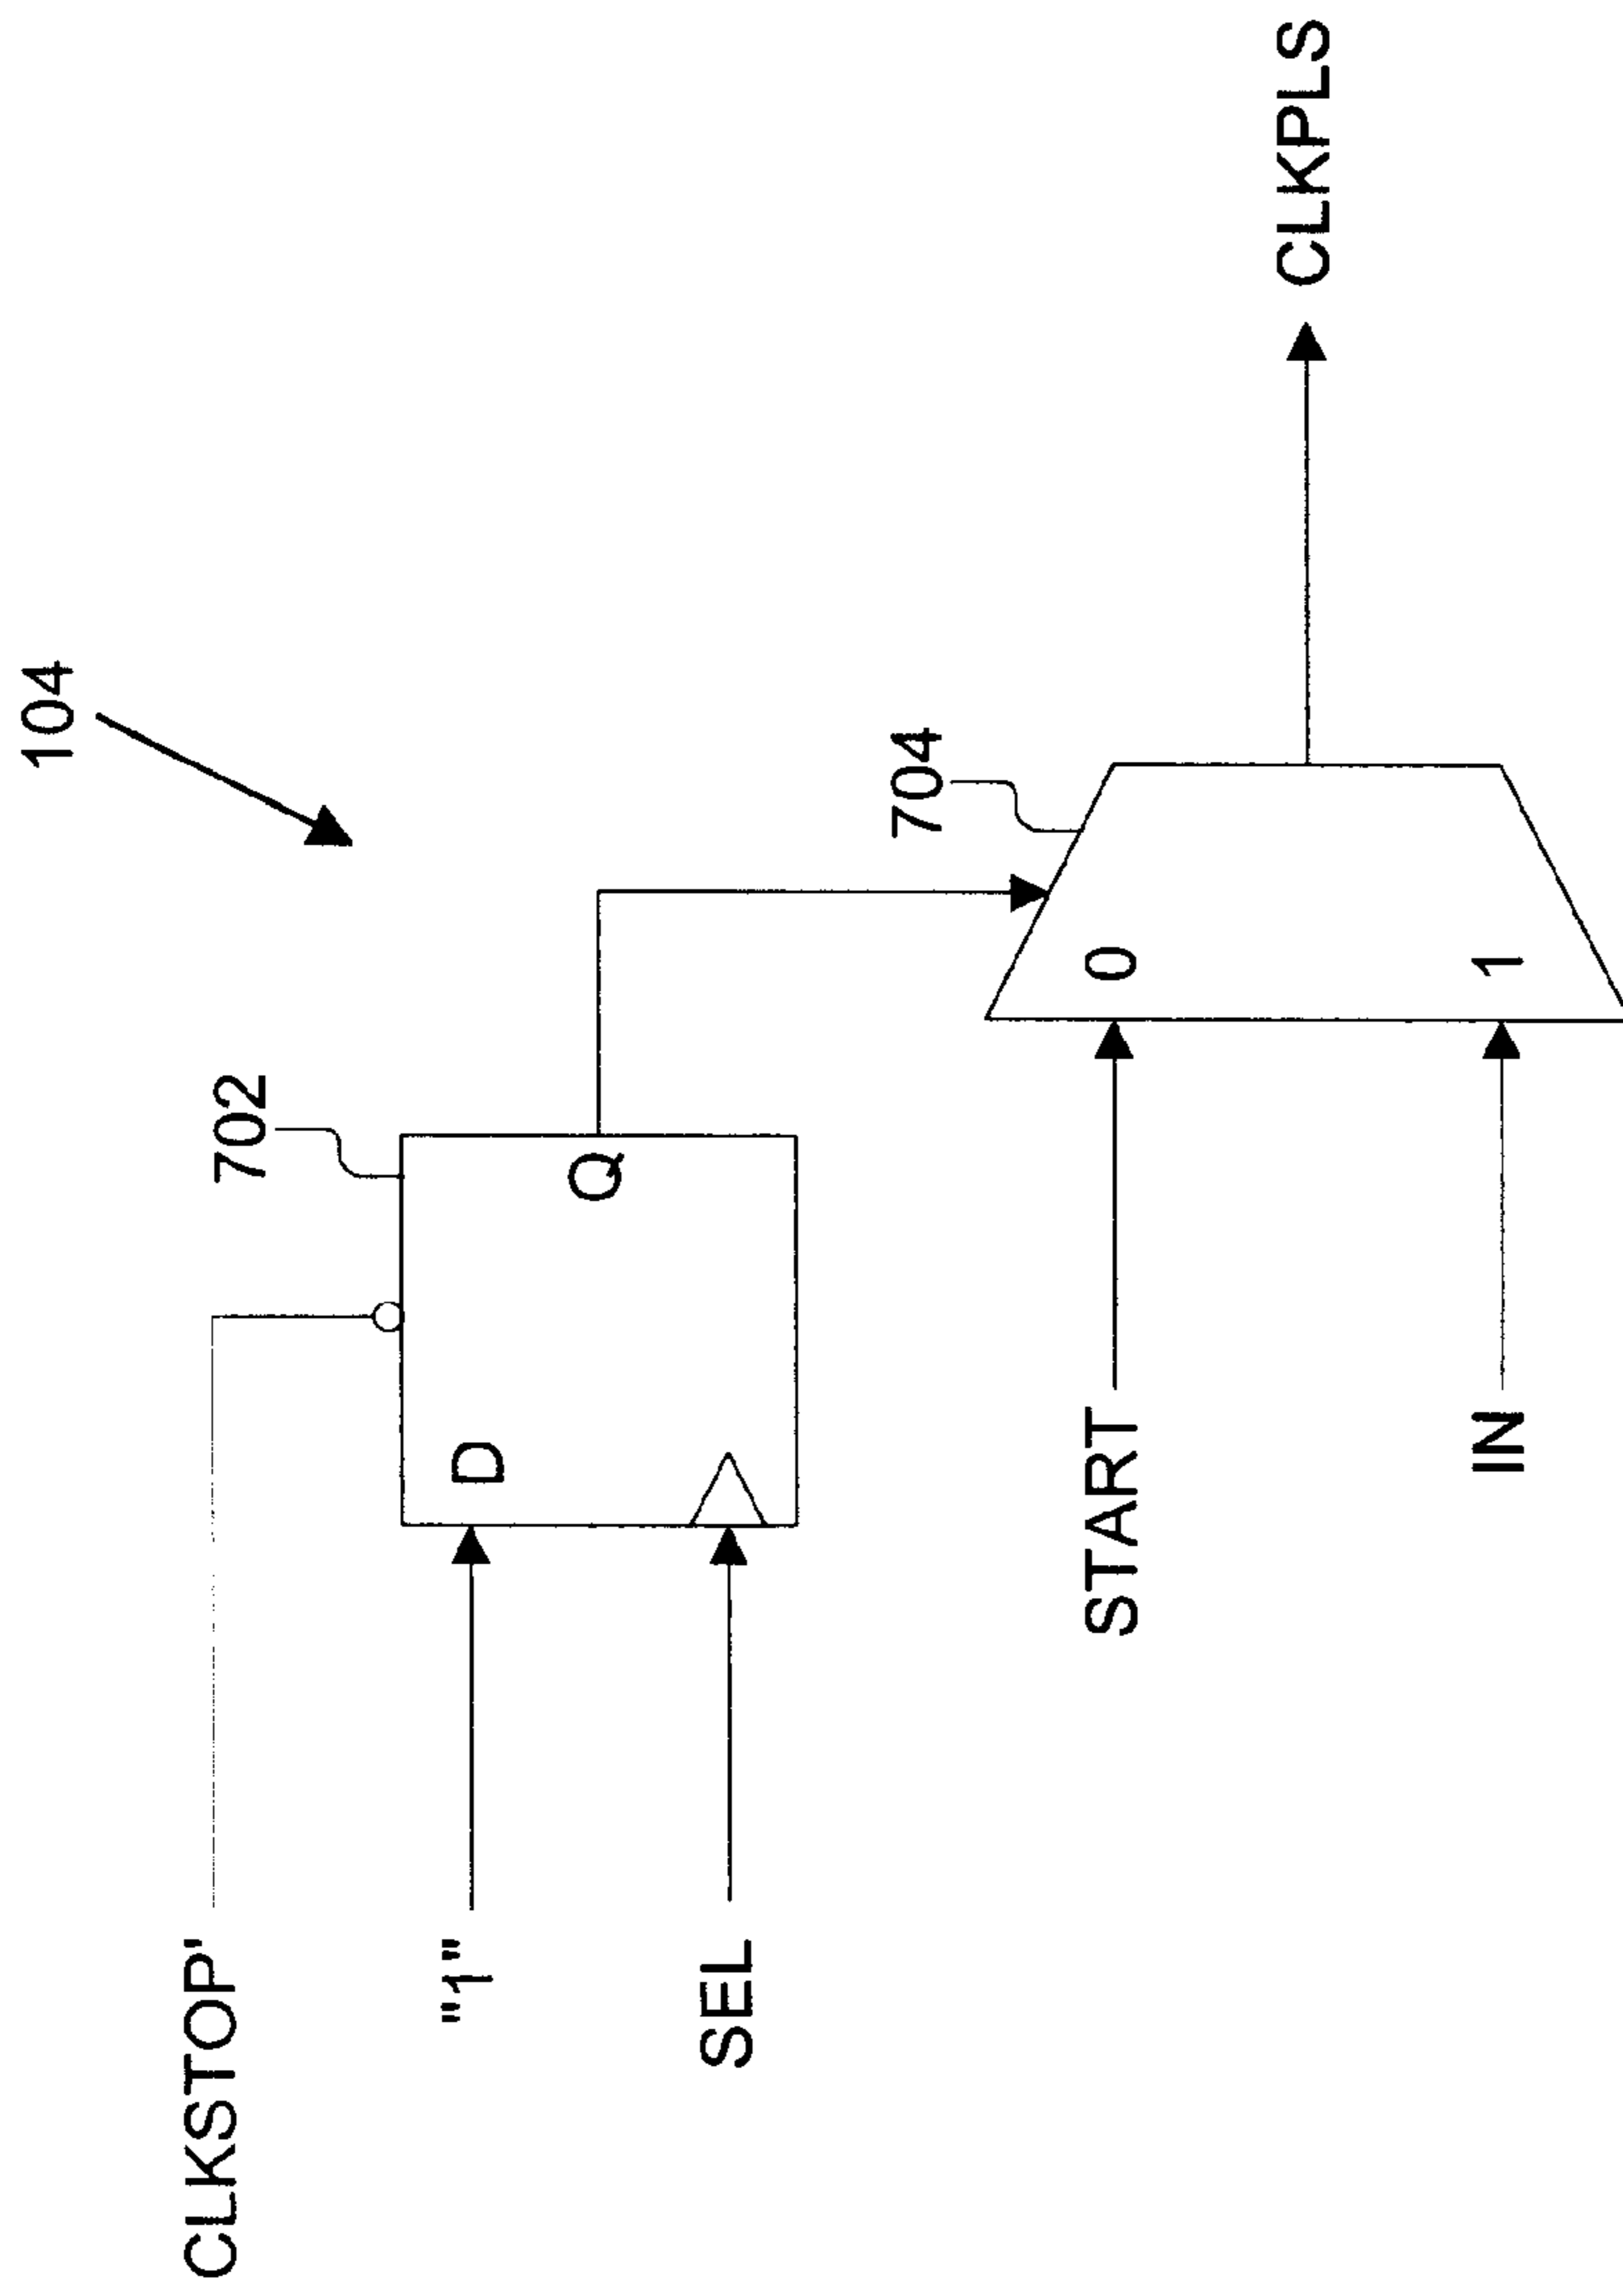 104
CLKSTOP'
702
"1"
D
Q
SEL
704
START
0
CLKPLS
IN
1